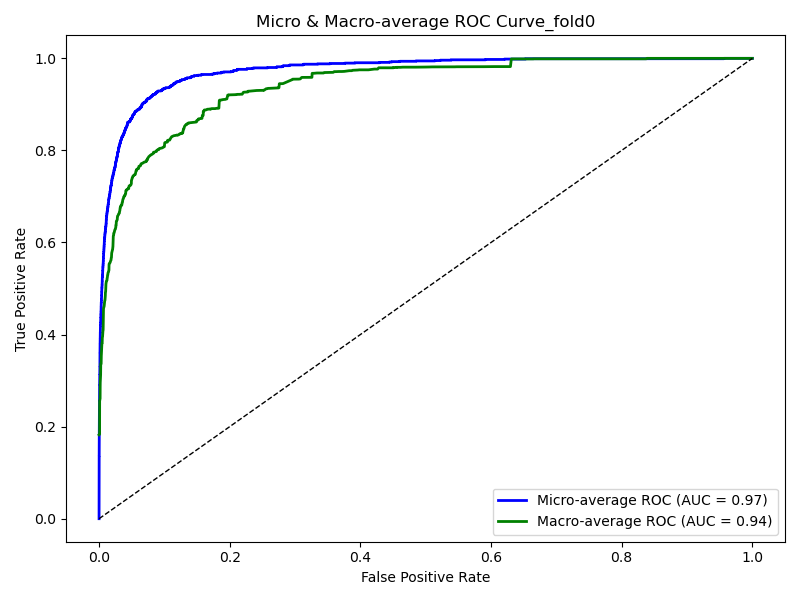 Micro & Macro-average ROC Curve_fold0
True Positive Rate
1.0
0.8
0.6
0.4
0.2
0.0
Micro-average ROC (AUC = 0.97)
Macro-average ROC (AUC = 0.94)
0.0 0.2 0.4 0.6 0.8 1.0
False Positive Rate